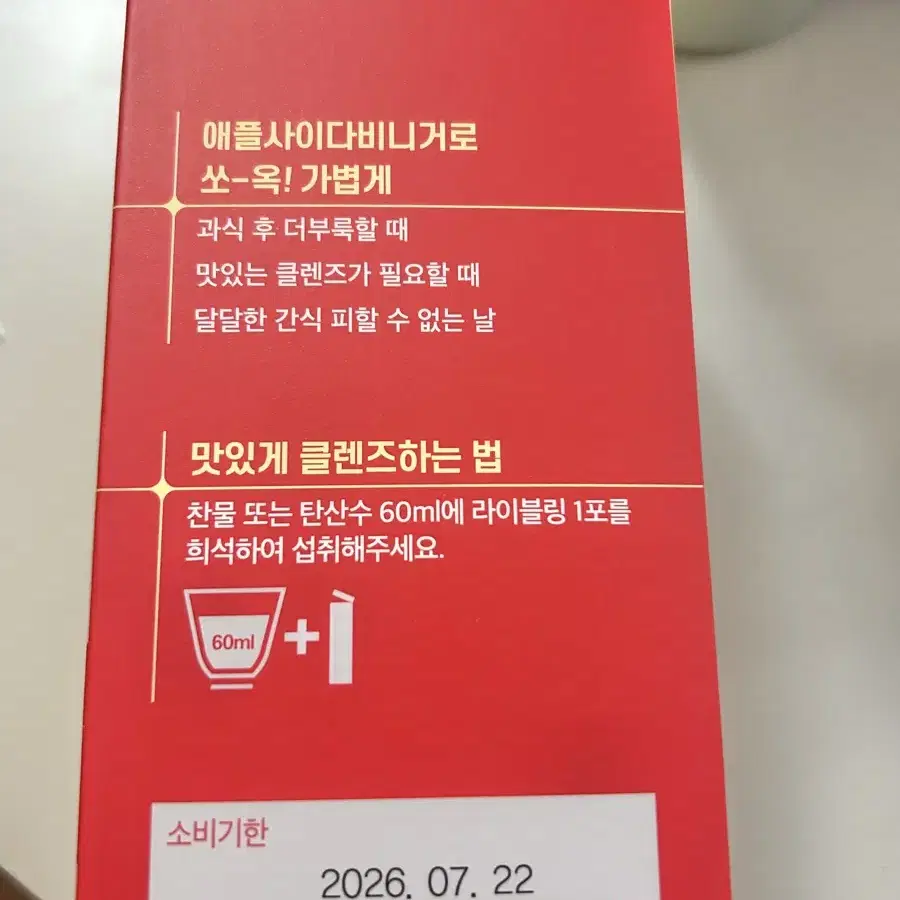 애플사이다비니거로
쏘-옥! 가볍게
과식 후 더부룩할 때
맛있는 클렌즈가 필요할 때
달달한 간식 피할 수 없는 날
맛있게 클렌즈하는 법
찬물 또는 탄산수 60ml에 라이블링 1포를
희석하여 섭취해주세요.
60ml
소비기한
2026. 07. 22